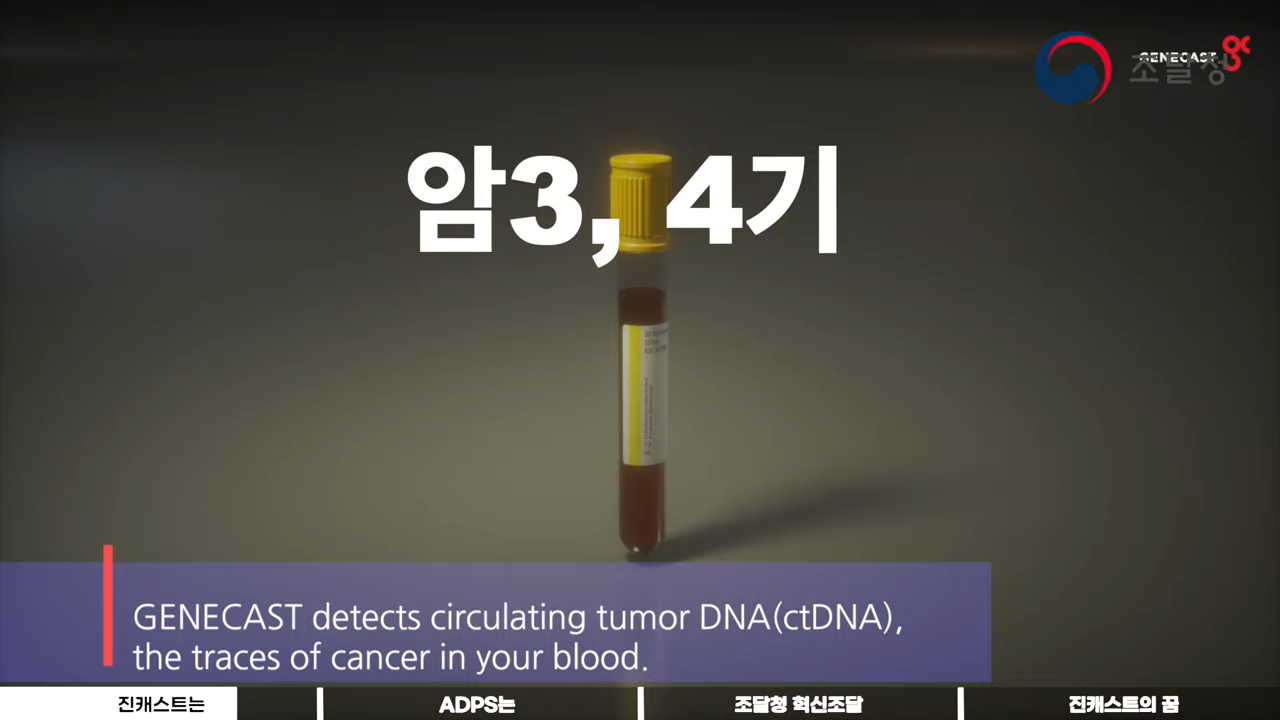 GENECAST
조달청
암3, 4기
GENECAST detects circulating tumor DNA(ctDNA),
the traces of cancer in your blood.
진캐스트는
ADPS는
조달청 혁신조달
진캐스트의 꿈